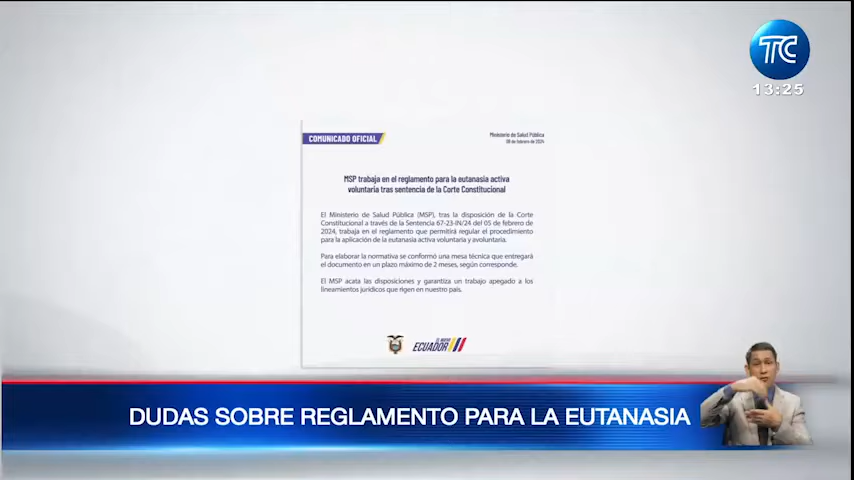 TC
13:25
COMUNICADO OFICIAL
Ministerio de Salud Pública
08 de febrero de 2024
MSP trabaja en el reglamento para la eutanasia activa
voluntaria tras sentencia de la Corte Constitucional
El Ministerio de Salud Pública (MSP), tras la disposición de la Corte
Constitucional a través de la Sentencia 67-23-IN/24 del 05 de febrero de
2024, trabaja en el reglamento que permitirá regular el procedimiento
para la aplicación de la eutanasia activa voluntaria y avoluntaria.
Para elaborar la normativa se conformó una mesa técnica que entregará
el documento en un plazo máximo de 2 meses, según corresponde.
El MSP acata las disposiciones y garantiza un trabajo apegado a los
lineamientos jurídicos que rigen en nuestro país.
EL NUEVO
ECUADOR
DUDAS SOBRE REGLAMENTO PARA LA EUTANASIA